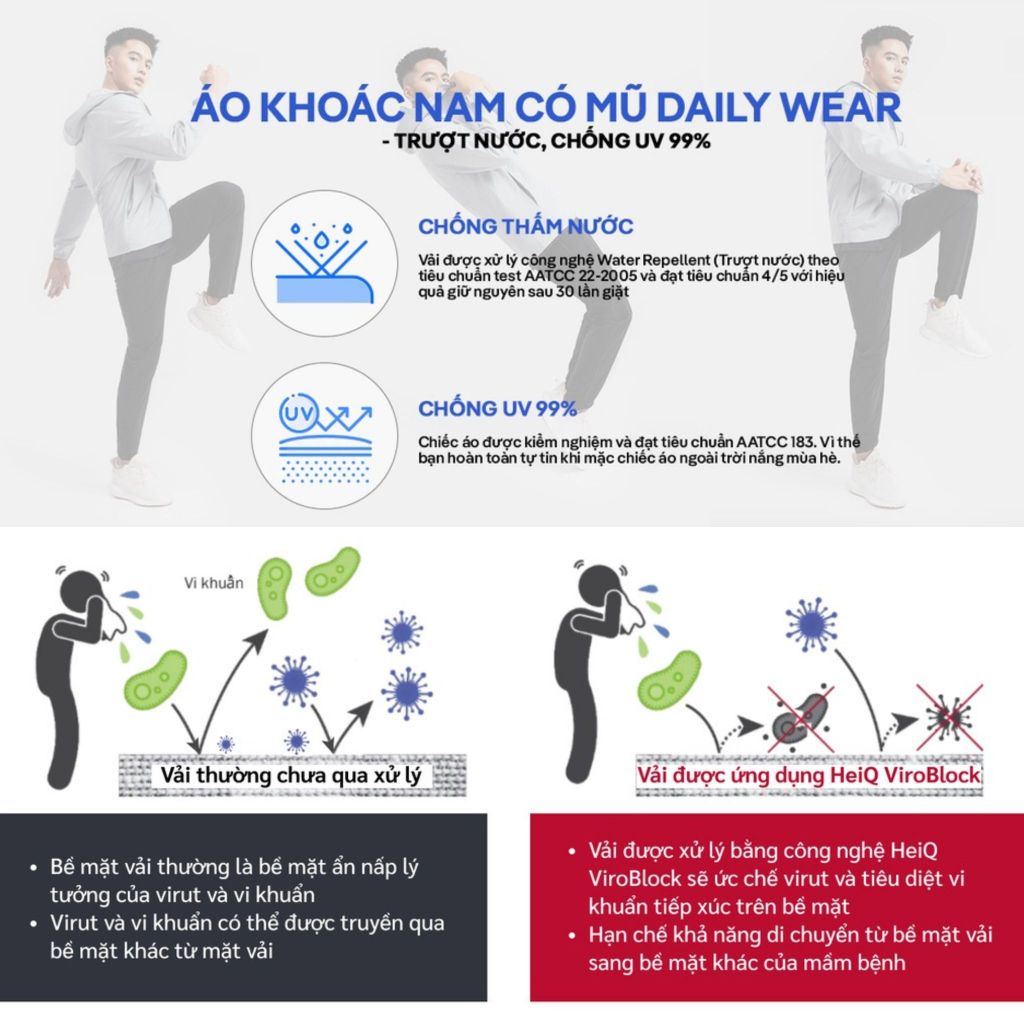 ÁO KHOÁC NAM CÓ MŨ DAILY WEAR
- TRƯỢT NƯỚC, CHỐNG UV 99%
CHỐNG THẤM NƯỚC
Vải được xử lý công nghệ Water Repellent (Trượt nước) theo
tiêu chuẩn test AATCC 22-2005 và đạt tiêu chuẩn 4/5 với hiệu
quả giữ nguyên sau 30 lần giặt
UV
CHỐNG UV 99%
Chiếc áo được kiểm nghiệm và đạt tiêu chuẩn AATCC 183. Vì thế
bạn hoàn toàn tự tin khi mặc chiếc áo ngoài trời nắng mùa hè.
Vi khuẩn
Vải thường chưa qua xử lý
• Bề mặt vải thường là bề mặt ẩn nấp lý
tưởng của virut và vi khuẩn
• Virut và vi khuẩn có thể được truyền qua
bề mặt khác từ mặt vải
Vải được ứng dụng HeiQ ViroBlock
• Vải được xử lý bằng công nghệ HeiQ
ViroBlock sẽ ức chế virut và tiêu diệt vi
khuẩn tiếp xúc trên bề mặt
• Hạn chế khả năng di chuyển từ bề mặt vải
sang bề mặt khác của mầm bệnh